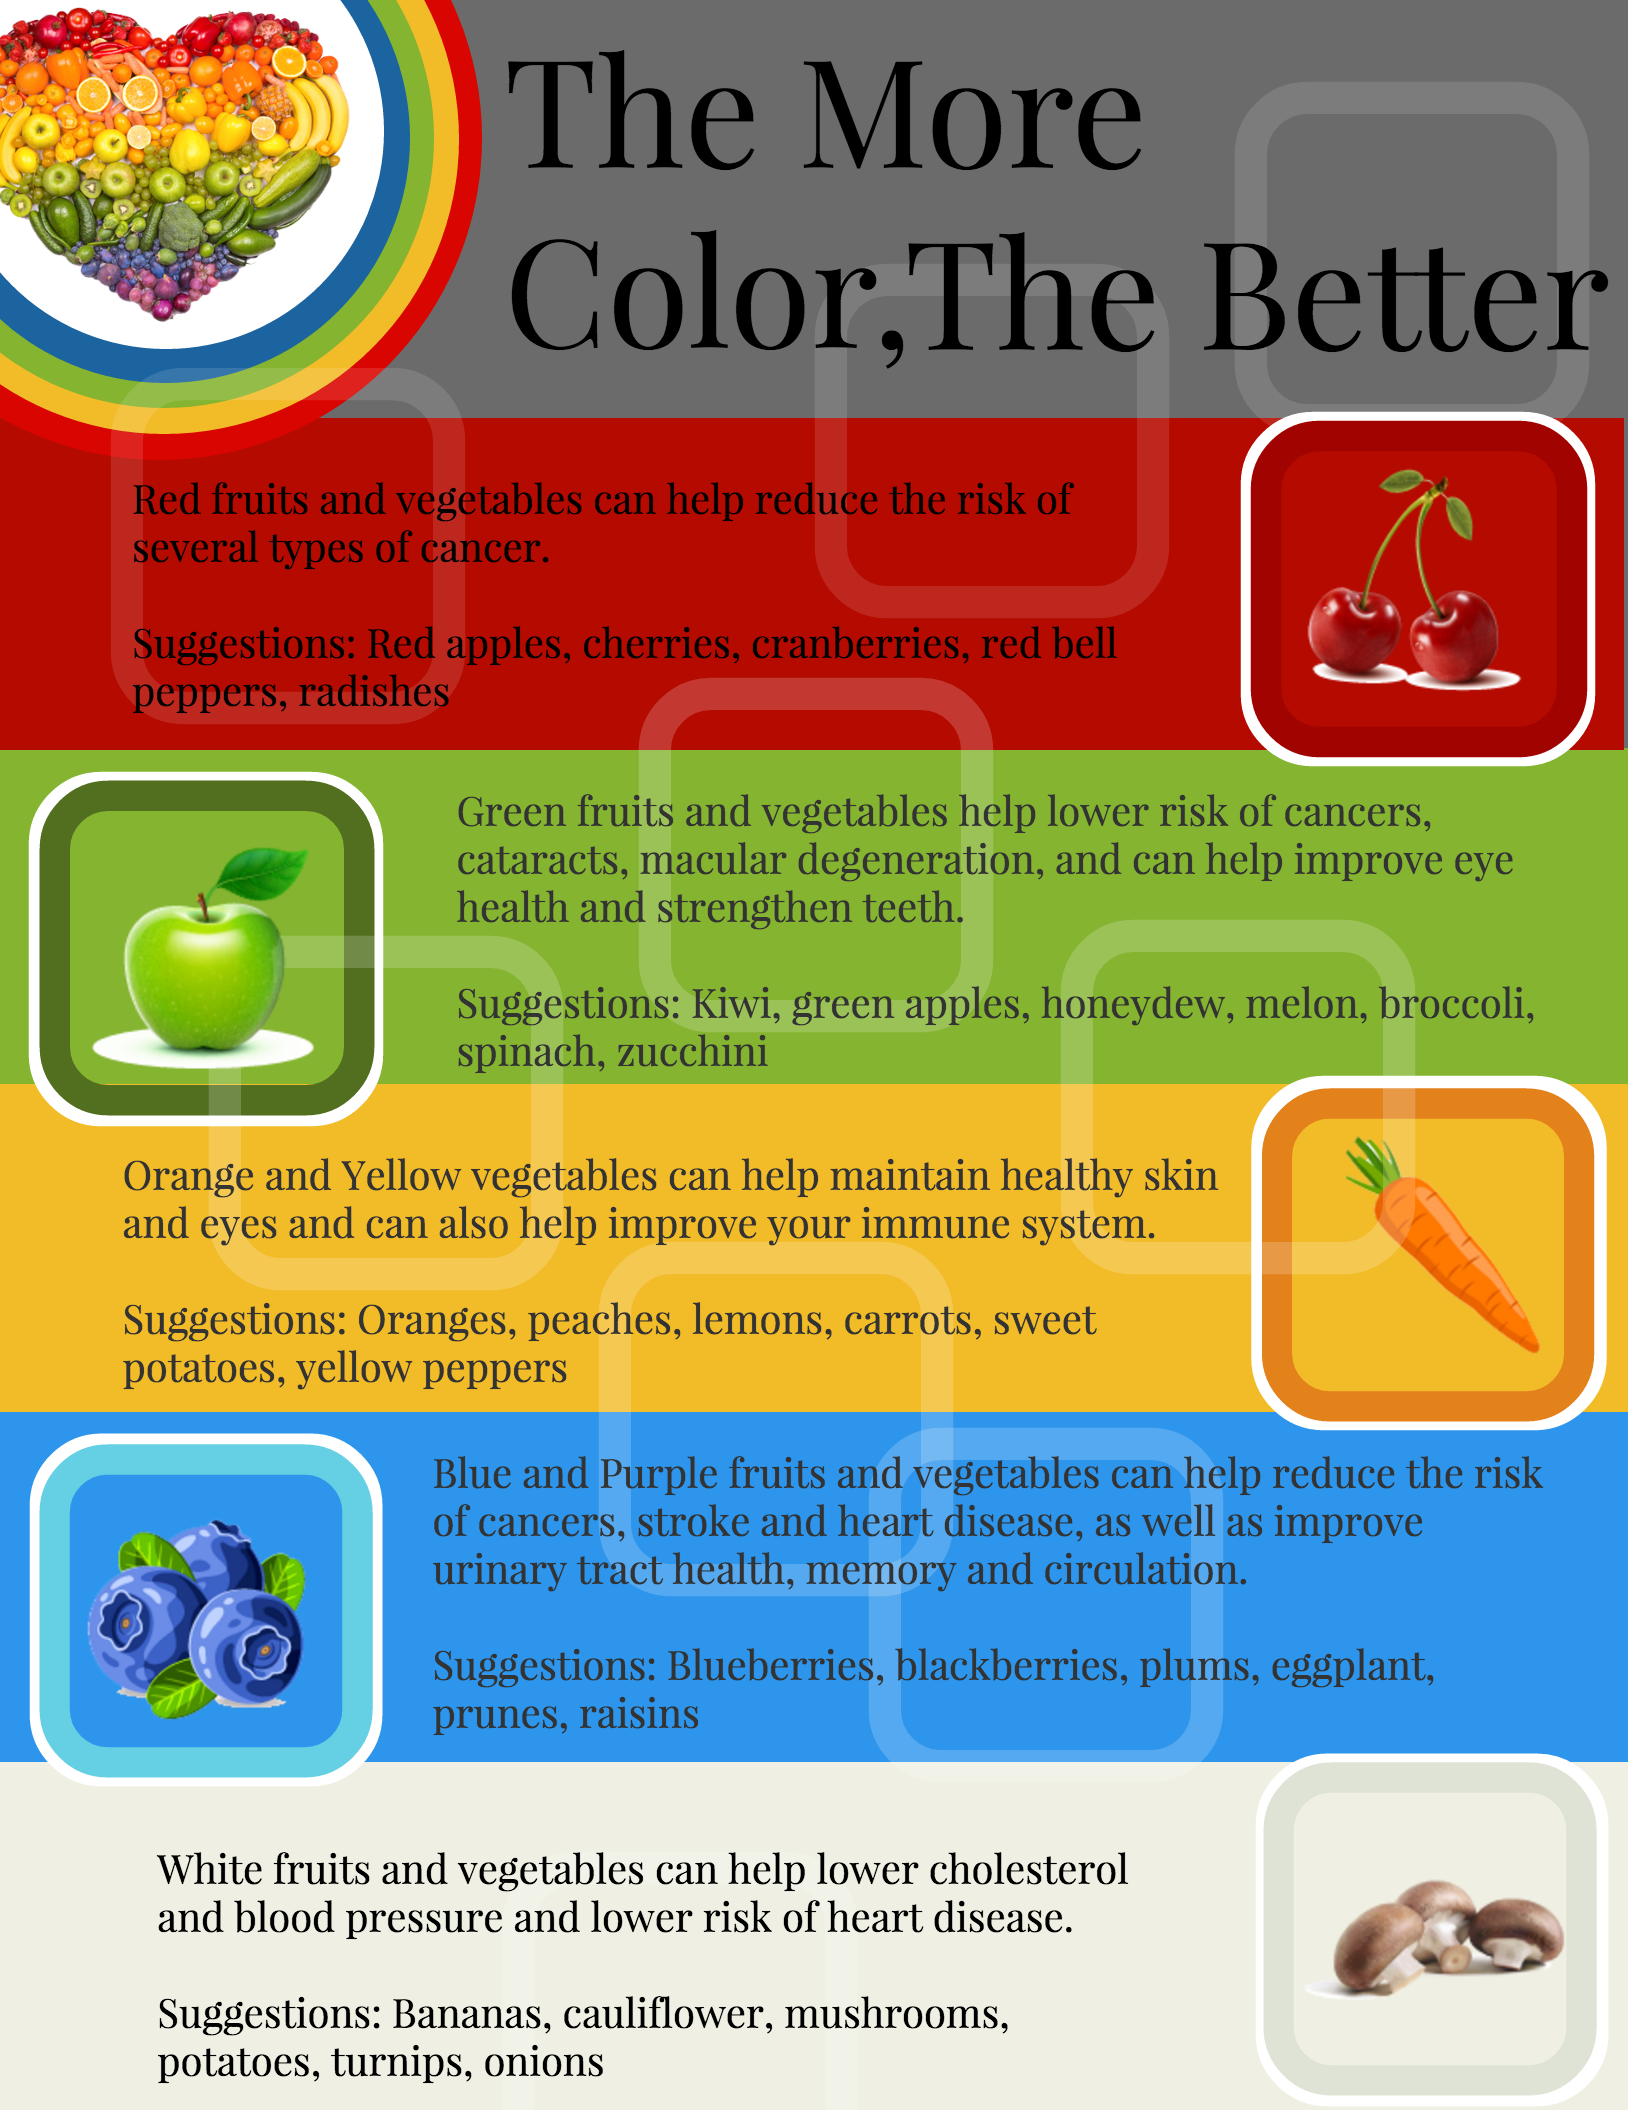 The More
Color,The Better
Red fruits and vegetables can help reduce the risk of
several types of cancer.
Suggestions: Red apples, cherries, cranberries, red bell
peppers, radishes
Green fruits and vegetables help lower risk of cancers,
cataracts, macular degeneration, and can help improve eye
health and strengthen teeth.
Suggestions: Kiwi, green apples, honeydew, melon, broccoli,
spinach, zucchini
Orange and Yellow vegetables can help maintain healthy skin
and eyes and can also help improve your immune system.
Suggestions: Oranges, peaches, lemons, carrots, sweet
potatoes, yellow peppers
Blue and Purple fruits and vegetables can help reduce the risk
of cancers, stroke and heart disease, as well as improve
urinary tract health, memory and circulation.
Suggestions: Blueberries, blackberries, plums, eggplant,
prunes, raisins
White fruits and vegetables can help lower cholesterol
and blood pressure and lower risk of heart disease.
Suggestions: Bananas, cauliflower, mushrooms,
potatoes, turnips, onions